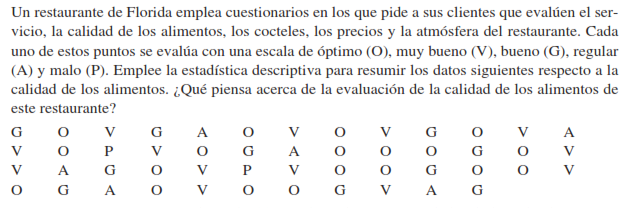 Un restaurante de Florida emplea cuestionarios en los que pide a sus clientes que evalúen el ser-
vicio, la calidad de los alimentos, los cocteles, los precios y la atmósfera del restaurante. Cada
uno de estos puntos se evalúa con una escala de óptimo (O), muy bueno (V), bueno (G), regular
(A) y malo (P). Emplee la estadística descriptiva para resumir los datos siguientes respecto a la
calidad de los alimentos. ¿Qué piensa acerca de la evaluación de la calidad de los alimentos de
este restaurante?
G O V G A O V O V G O V A
V O P V O G A O O O G O V
V A G O V P V O O G O O V
O G A O V O O G V A G